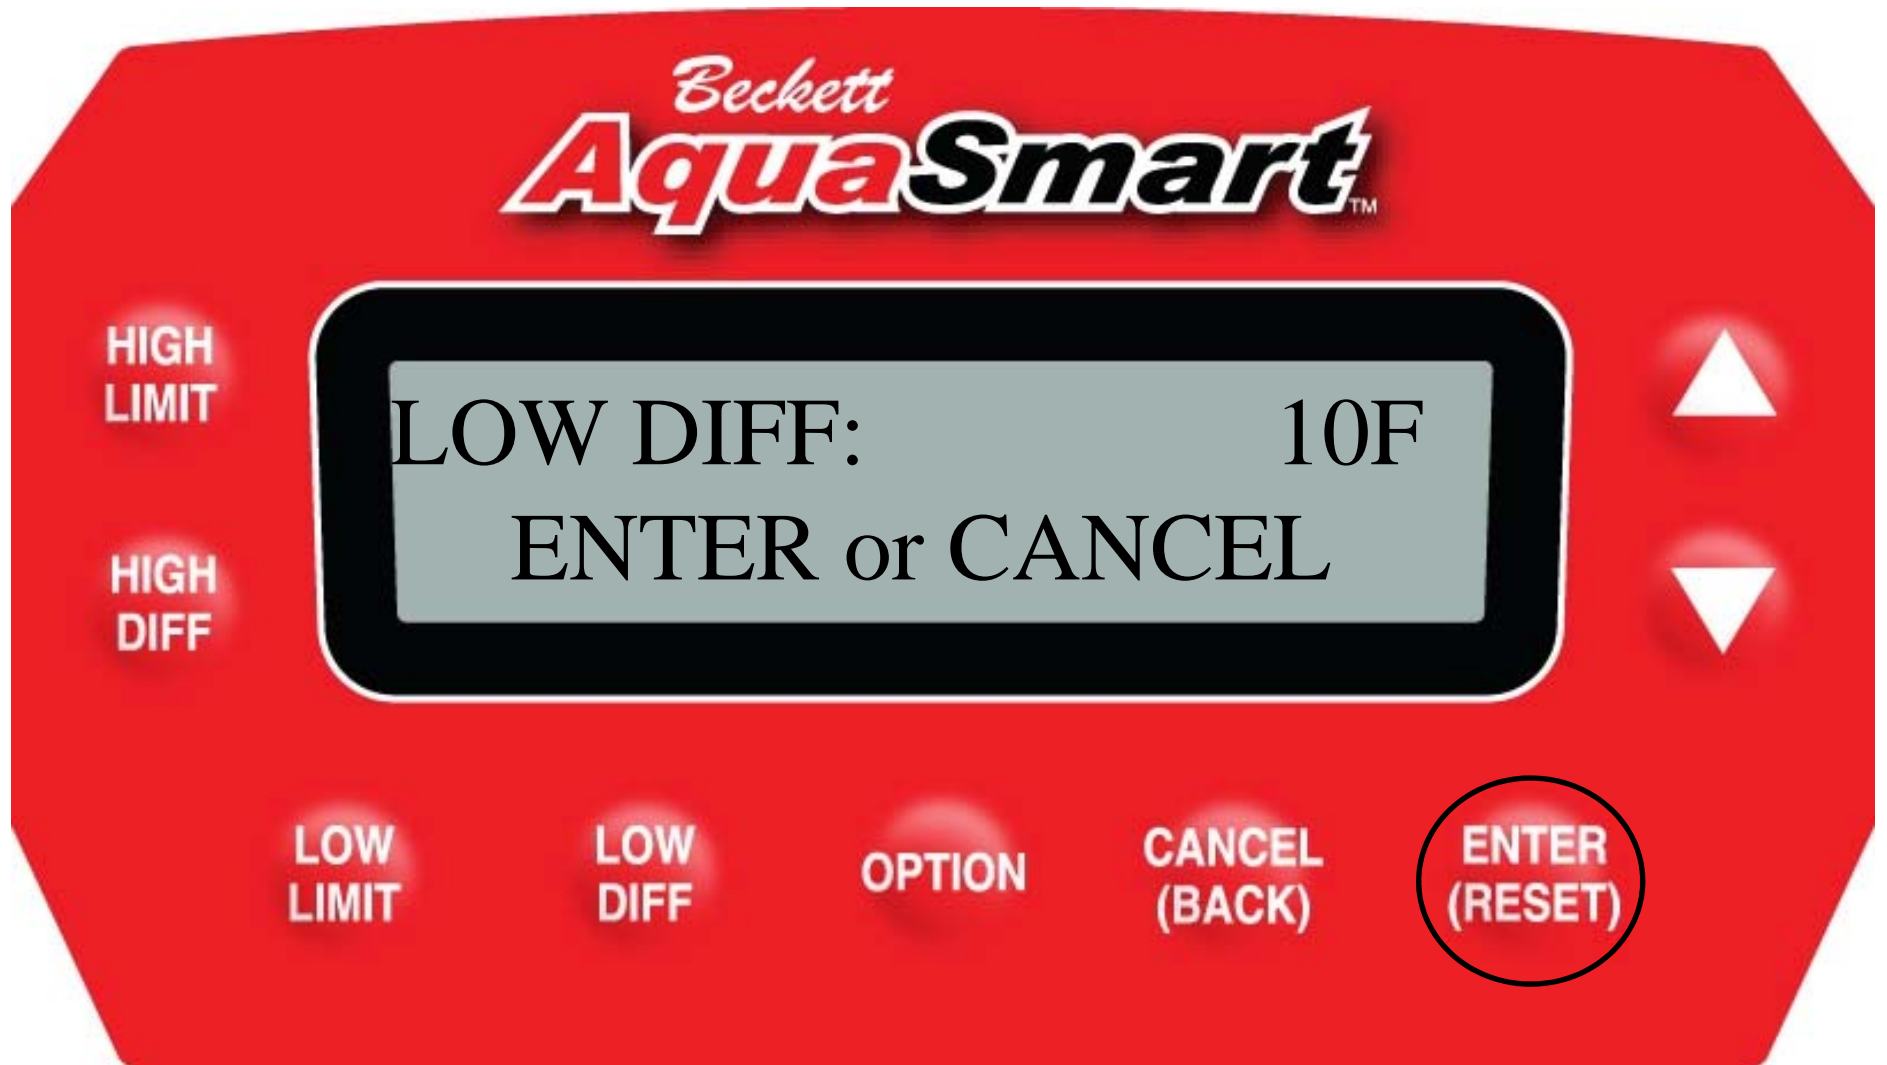 Beckett
AquaSmart™
HIGH
LIMIT
LOW DIFF: 10F
ENTER or CANCEL
HIGH
DIFF
LOW
LIMIT
LOW
DIFF
OPTION
CANCEL
(BACK)
ENTER
(RESET)